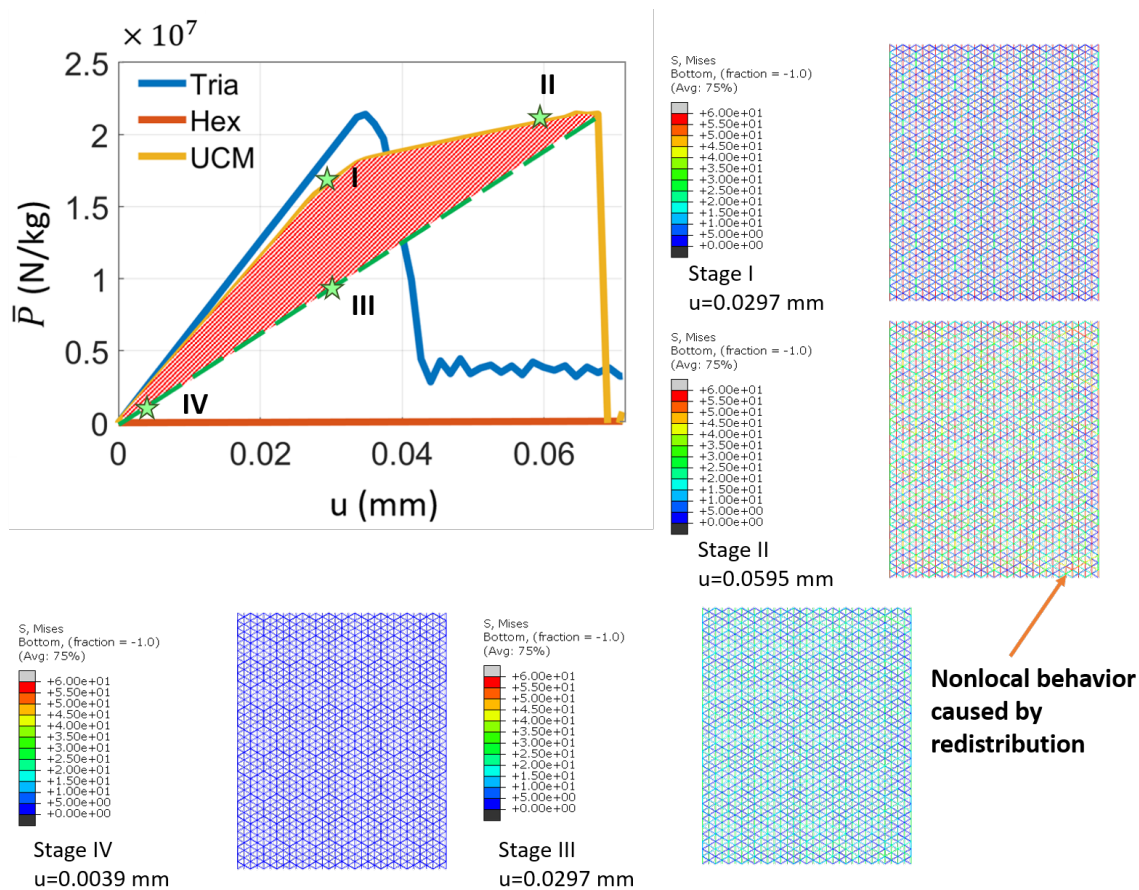 × 10⁷
2.5
2
1.5
1
0.5
0
P̄ (N/kg)
Tria
Hex
UCM
I
II
III
IV
0
0.02
0.04
0.06
u (mm)
S, Mises
Bottom, (fraction = -1.0)
(Avg: 75%)
+6.00e+01
+5.50e+01
+5.00e+01
+4.50e+01
+4.00e+01
+3.50e+01
+3.00e+01
+2.50e+01
+2.00e+01
+1.50e+01
+1.00e+01
+5.00e+00
+0.00e+00
Stage I
u=0.0297 mm
S, Mises
Bottom, (fraction = -1.0)
(Avg: 75%)
+6.00e+01
+5.50e+01
+5.00e+01
+4.50e+01
+4.00e+01
+3.50e+01
+3.00e+01
+2.50e+01
+2.00e+01
+1.50e+01
+1.00e+01
+5.00e+00
+0.00e+00
Stage II
u=0.0595 mm
Nonlocal behavior
caused by
redistribution
S, Mises
Bottom, (fraction = -1.0)
(Avg: 75%)
+6.00e+01
+5.50e+01
+5.00e+01
+4.50e+01
+4.00e+01
+3.50e+01
+3.00e+01
+2.50e+01
+2.00e+01
+1.50e+01
+1.00e+01
+5.00e+00
+0.00e+00
Stage IV
u=0.0039 mm
S, Mises
Bottom, (fraction = -1.0)
(Avg: 75%)
+6.00e+01
+5.50e+01
+5.00e+01
+4.50e+01
+4.00e+01
+3.50e+01
+3.00e+01
+2.50e+01
+2.00e+01
+1.50e+01
+1.00e+01
+5.00e+00
+0.00e+00
Stage III
u=0.0297 mm